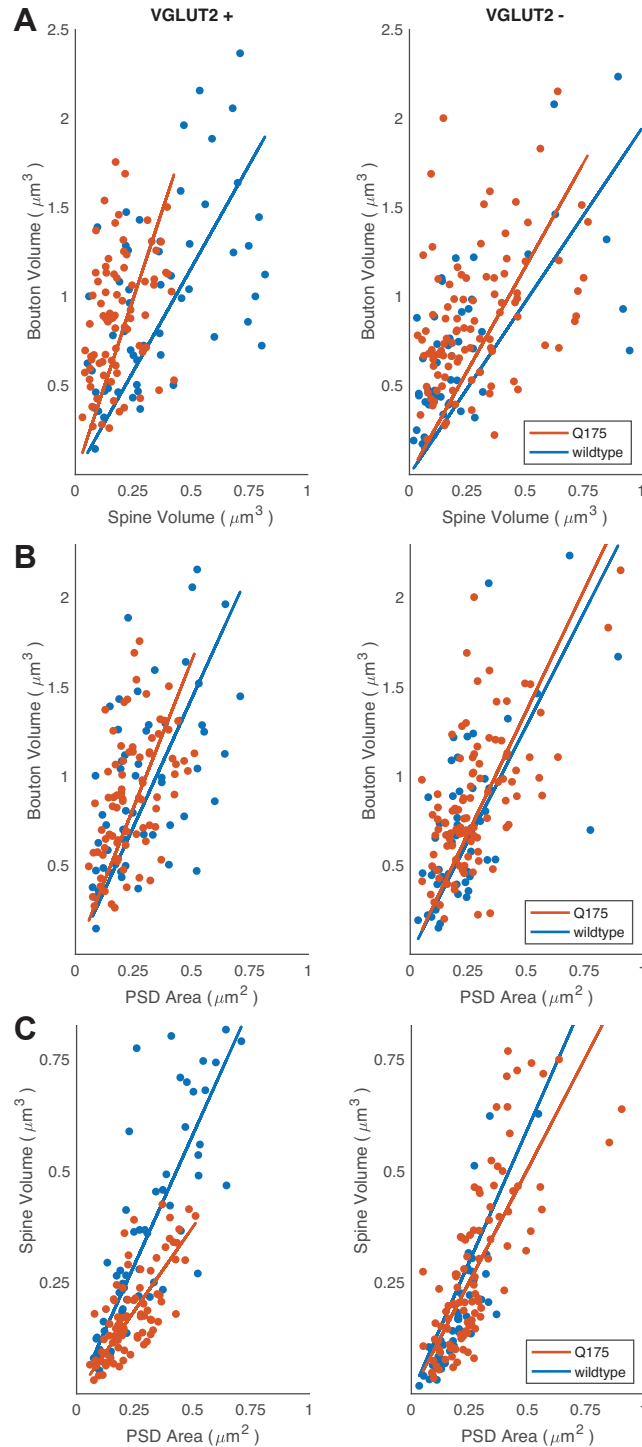 A
VGLUT2 +
VGLUT2 -
2.5
2
1.5
1
0.5
Bouton Volume ( μm³ )
0 0.25 0.5 0.75 1
Spine Volume ( μm³ )
2.5
2
1.5
1
0.5
Bouton Volume ( μm³ )
Q175
wildtype
0 0.25 0.5 0.75 1
Spine Volume ( μm³ )
B
2
1.5
1
0.5
Bouton Volume ( μm³ )
0 0.25 0.5 0.75 1
PSD Area ( μm² )
2
1.5
1
0.5
Bouton Volume ( μm³ )
Q175
wildtype
0 0.25 0.5 0.75 1
PSD Area ( μm² )
C
0.75
0.5
0.25
Spine Volume ( μm³ )
0 0.25 0.5 0.75 1
PSD Area ( μm² )
0.75
0.5
0.25
Spine Volume ( μm³ )
Q175
wildtype
0 0.25 0.5 0.75 1
PSD Area ( μm² )